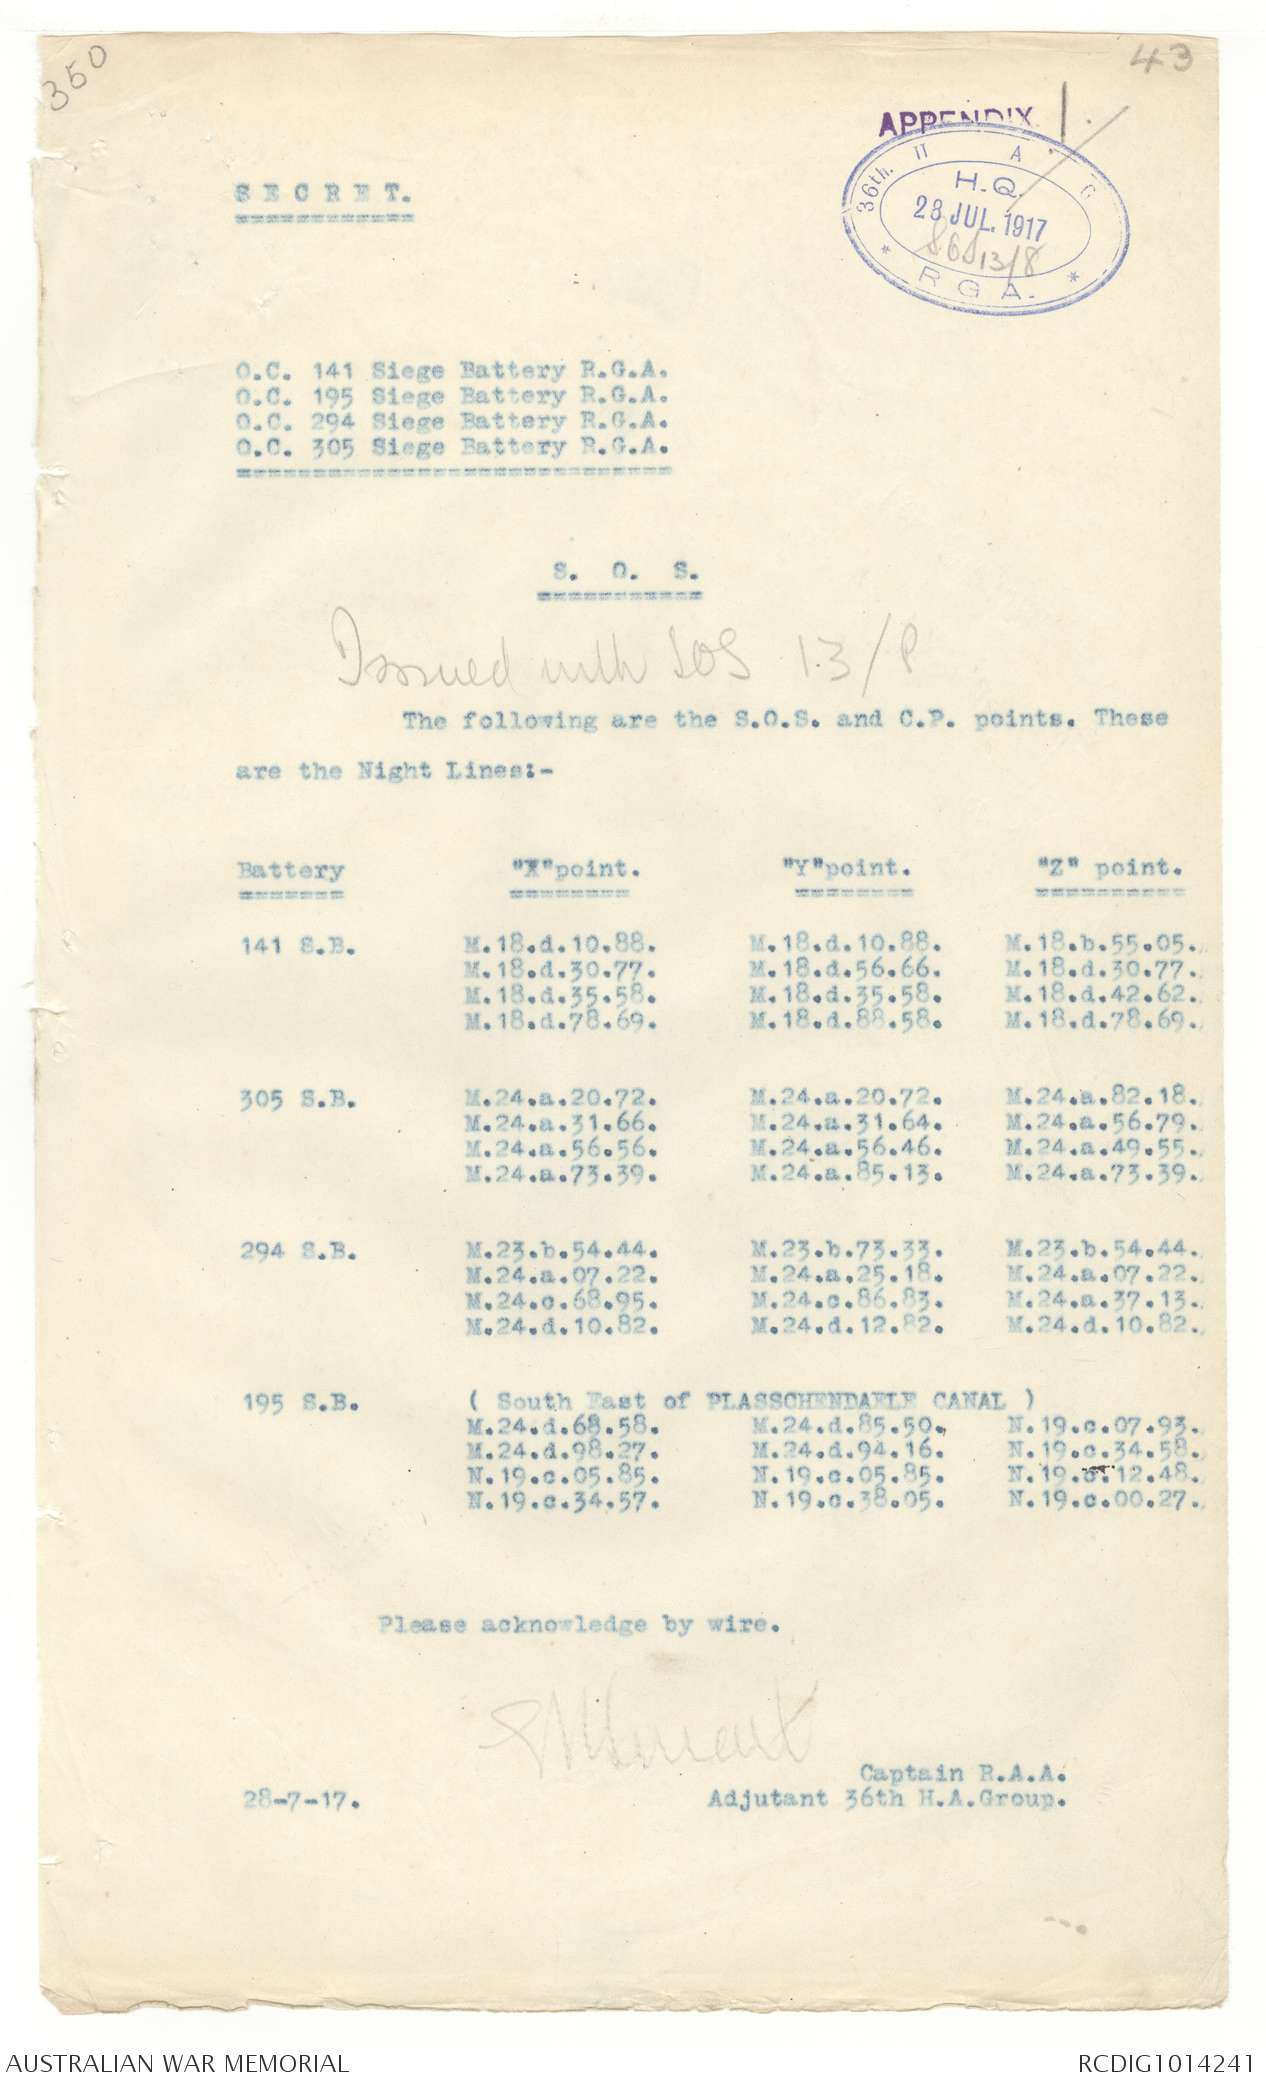 350
43
APPENDIX 1.
36th. H A G
H.Q.
28 JUL. 1917
13/8
* R G A. *
S E C R E T.
O.C. 141 Siege Battery R.G.A.
O.C. 195 Siege Battery R.G.A.
O.C. 294 Siege Battery R.G.A.
O.C. 305 Siege Battery R.G.A.
S. O. S.
Issued with SOS 13/P
The following are the S.O.S. and C.P. points. These
are the Night Lines:-
Battery "X"point. "Y"point. "Z" point.
141 S.B. M.18.d.10.88. M.18.d.10.88. M.18.b.55.05.
M.18.d.30.77. M.18.d.56.66. M.18.d.30.77.
M.18.d.35.58. M.18.d.35.58. M.18.d.42.62.
M.18.d.78.69. M.18.d.88.58. M.18.d.78.69.
305 S.B. M.24.a.20.72. M.24.a.20.72. M.24.a.82.18.
M.24.a.31.66. M.24.a.31.64. M.24.a.56.79.
M.24.a.56.56. M.24.a.56.46. M.24.a.49.55.
M.24.a.73.39. M.24.a.85.13. M.24.a.73.39.
294 S.B. M.23.b.54.44. M.23.b.73.33. M.23.b.54.44.
M.24.a.07.22. M.24.a.25.18. M.24.a.07.22.
M.24.c.68.95. M.24.c.86.83. M.24.a.37.13.
M.24.d.10.82. M.24.d.12.82. M.24.d.10.82.
195 S.B. ( South East of PLASSCHENDAELE CANAL )
M.24.d.68.58. M.24.d.85.50. N.19.c.07.93.
M.24.d.98.27. M.24.d.94.16. N.19.c.34.58.
N.19.c.05.85. N.19.c.05.85. N.19.c.12.48.
N.19.c.34.57. N.19.c.38.05. N.19.c.00.27.
Please acknowledge by wire.
Captain R.A.A.
28-7-17. Adjutant 36th H.A.Group.
AUSTRALIAN WAR MEMORIAL RCDIG1014241